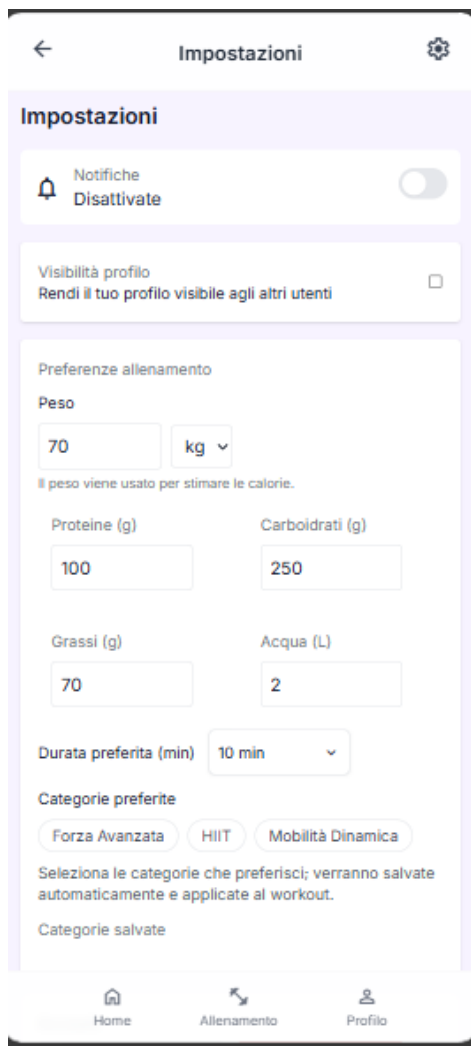 Impostazioni
Impostazioni
Notifiche
Disattivate
Visibilità profilo
Rendi il tuo profilo visibile agli altri utenti
Preferenze allenamento
Peso
70
kg
Il peso viene usato per stimare le calorie.
Proteine (g)
Carboidrati (g)
100
250
Grassi (g)
Acqua (L)
70
2
Durata preferita (min)
10 min
Categorie preferite
Forza Avanzata
HIIT
Mobilità Dinamica
Seleziona le categorie che preferisci; verranno salvate
automaticamente e applicate al workout.
Categorie salvate
Home
Allenamento
Profilo